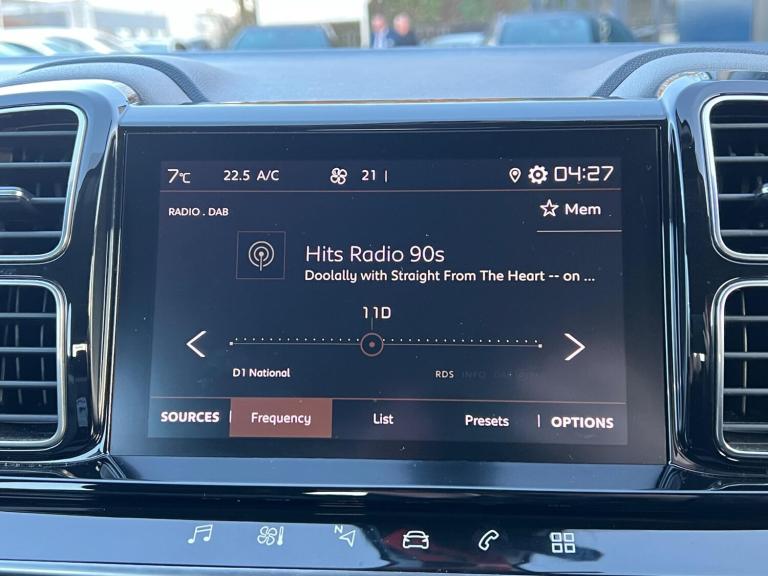 7°C 22.5 A/C 21 04:27
RADIO . DAB
Mem
Hits Radio 90s
Doolally with Straight From The Heart -- on ...
11D
D1 National RDS INFO
SOURCES Frequency List Presets OPTIONS
N